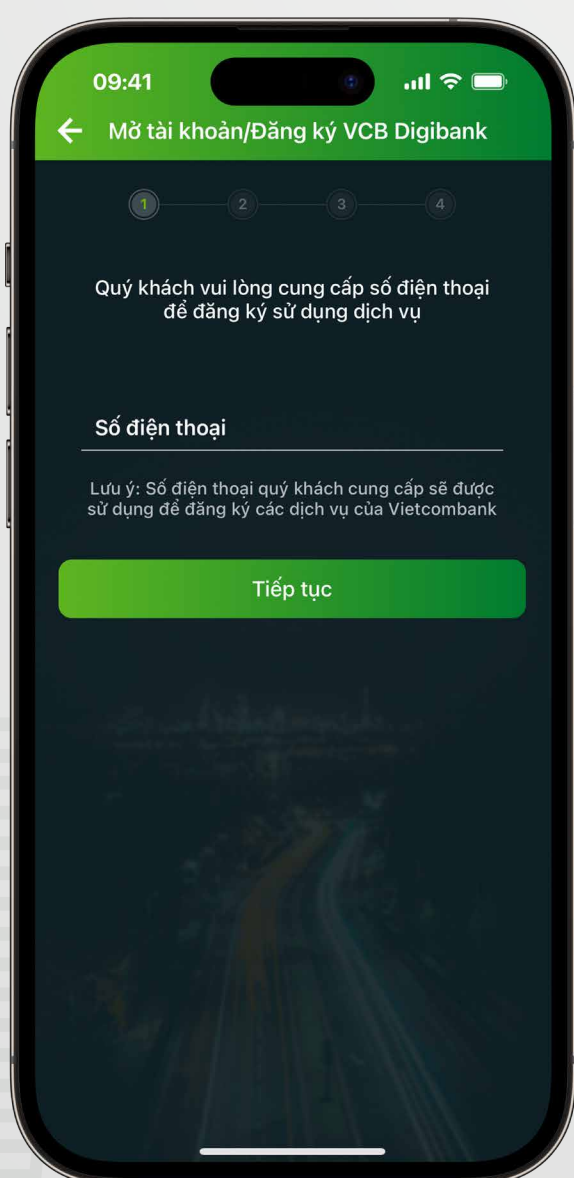 09:41
Mở tài khoản/Đăng ký VCB Digibank
1 2 3 4
Quý khách vui lòng cung cấp số điện thoại
để đăng ký sử dụng dịch vụ
Số điện thoại
Lưu ý: Số điện thoại quý khách cung cấp sẽ được
sử dụng để đăng ký các dịch vụ của Vietcombank
Tiếp tục